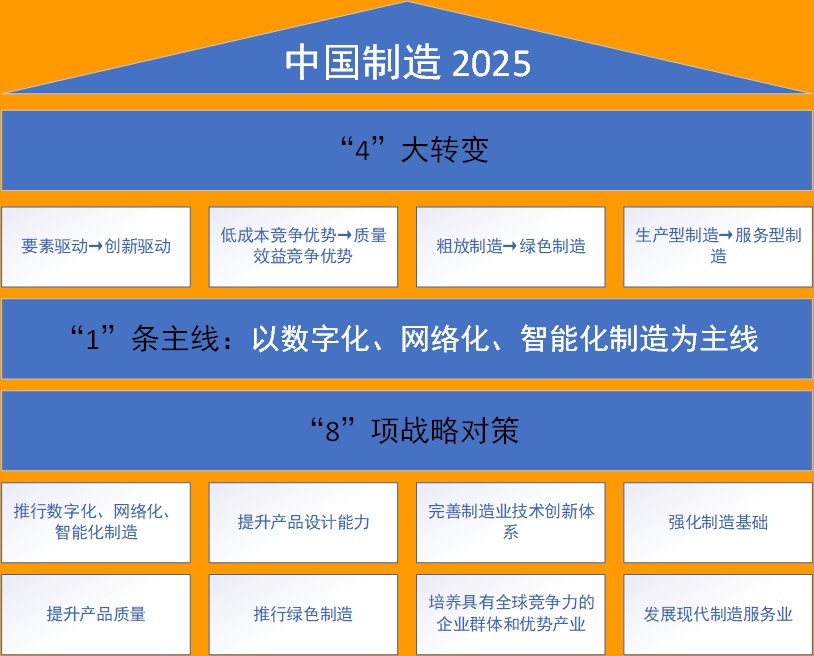 中国制造 2025
“4”大转变
要素驱动→创新驱动
低成本竞争优势→质量
效益竞争优势
粗放制造→绿色制造
生产型制造→服务型制
造
“1”条主线：以数字化、网络化、智能化制造为主线
“8”项战略对策
推行数字化、网络化、
智能化制造
提升产品设计能力
完善制造业技术创新体
系
强化制造基础
提升产品质量
推行绿色制造
培养具有全球竞争力的
企业群体和优势产业
发展现代制造服务业